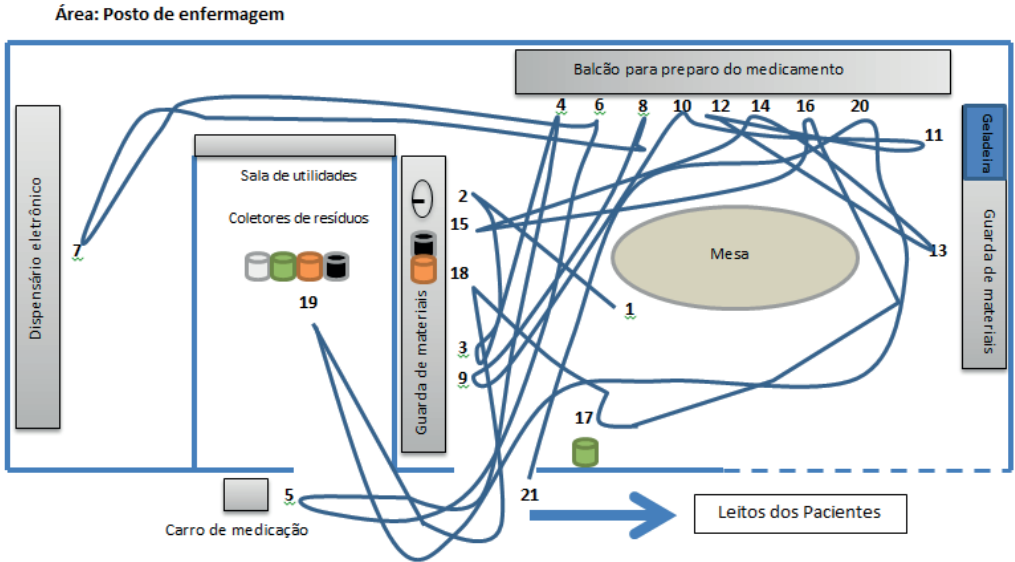 Área: Posto de enfermagem
Balcão para preparo do medicamento
4 6 8 10 12 14 16 20
11
Geladeira
Dispensário eletrônico
Sala de utilidades
2
Coletores de resíduos
15
7
Mesa
13
Guarda de materiais
18
19
1
Guarda de materiais
3
9
17
5
21
Leitos dos Pacientes
Carro de medicação